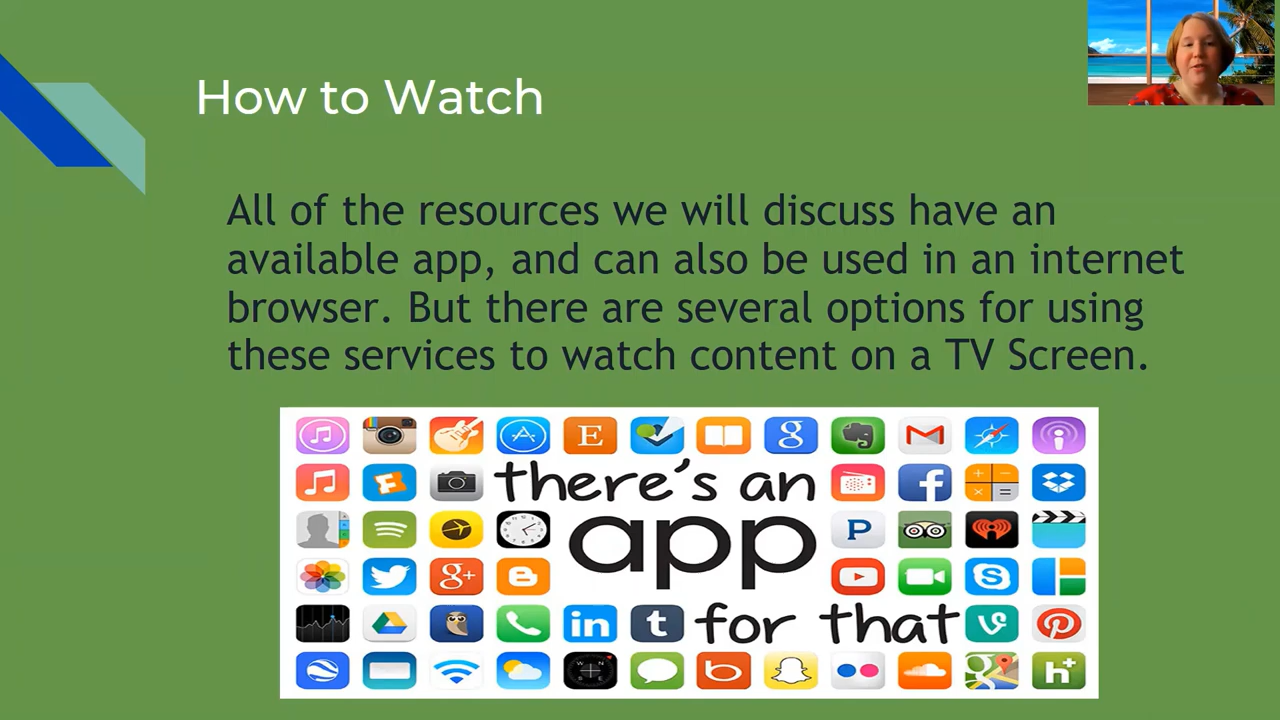 How to Watch
All of the resources we will discuss have an
available app, and can also be used in an internet
browser. But there are several options for using
these services to watch content on a TV Screen.
E
g
f
P
g+
in
t
N
W E
S
h+
there's an
app
for that